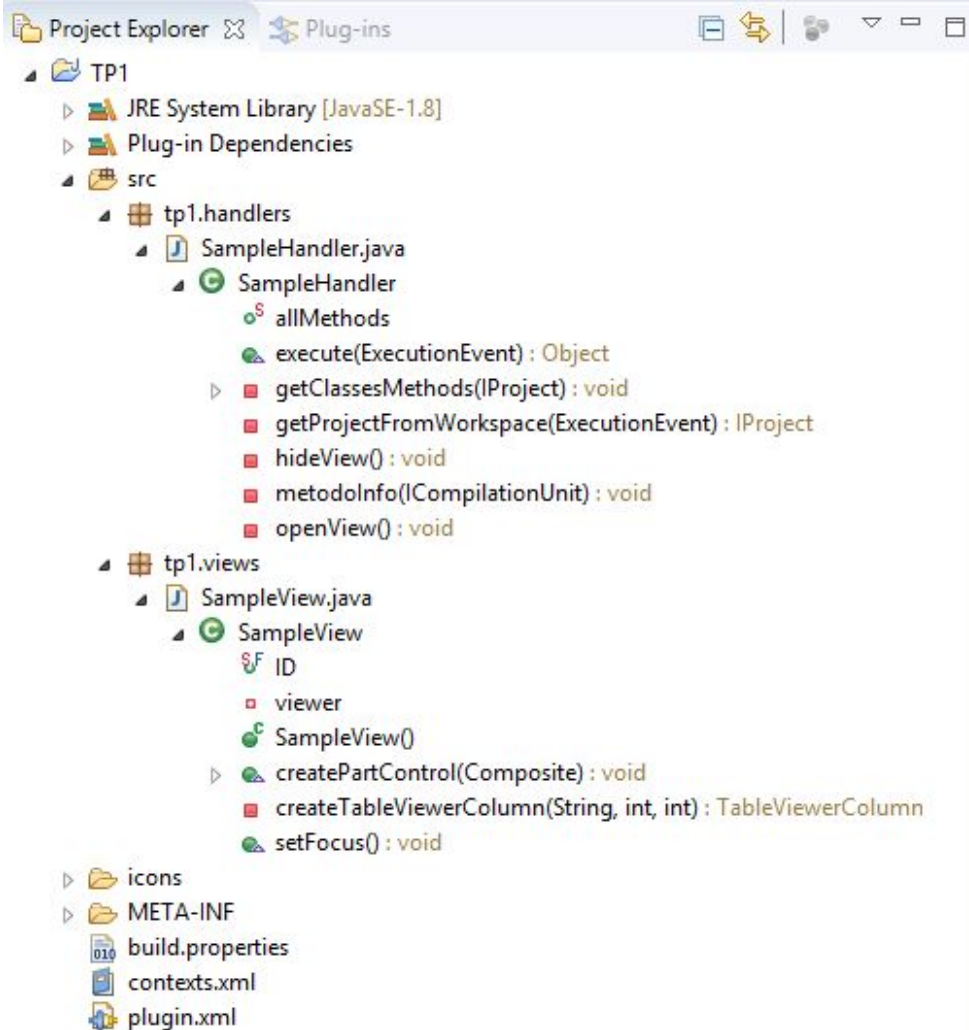 Project Explorer Plug-ins
TP1
JRE System Library [JavaSE-1.8]
Plug-in Dependencies
src
tp1.handlers
SampleHandler.java
SampleHandler
allMethods
execute(ExecutionEvent) : Object
getClassesMethods(IProject) : void
getProjectFromWorkspace(ExecutionEvent) : IProject
hideView() : void
metodoInfo(ICompilationUnit) : void
openView() : void
tp1.views
SampleView.java
SampleView
ID
viewer
SampleView()
createPartControl(Composite) : void
createTableViewerColumn(String, int, int) : TableViewerColumn
setFocus() : void
icons
META-INF
build.properties
contexts.xml
plugin.xml